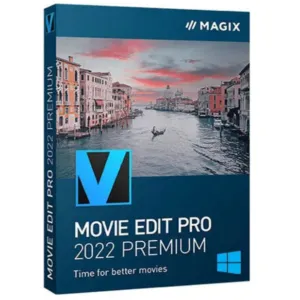 MOVIE EDIT PRO 2022 PREMIUM
MAGIX
V
MOVIE EDIT PRO
2022 PREMIUM
Time for better movies